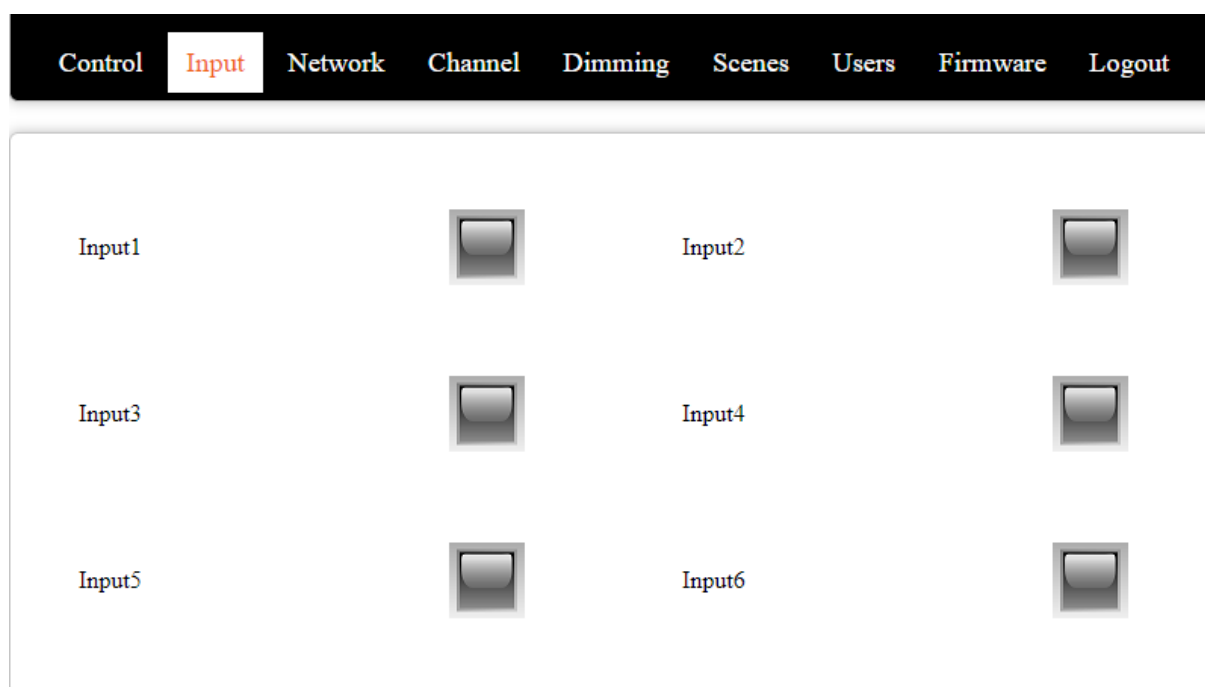 Control Input Network Channel Dimming Scenes Users Firmware Logout
Input1 Input2
Input3 Input4
Input5 Input6